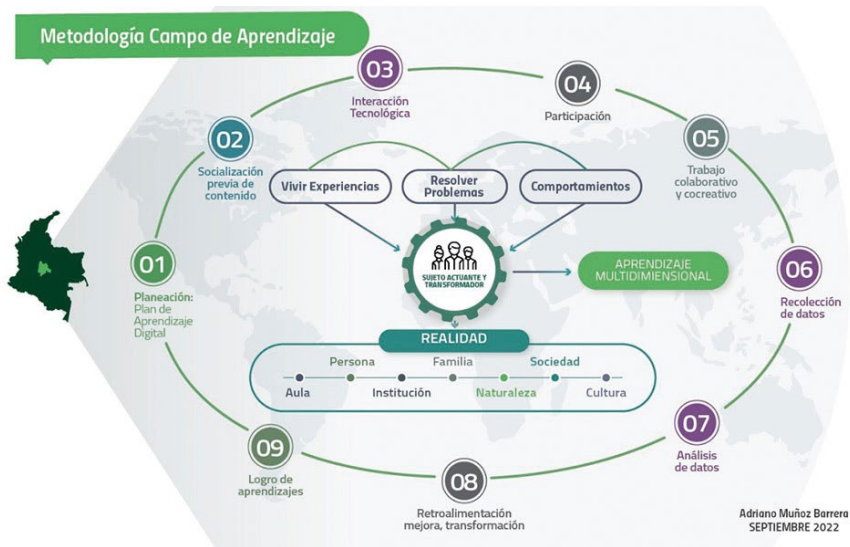 Metodología Campo de Aprendizaje
01
Planeación:
Plan de
Aprendizaje
Digital
02
Socialización
previa de
contenido
03
Interacción
Tecnológica
04
Participación
05
Trabajo
colaborativo
y cocreativo
06
Recolección
de datos
07
Análisis
de datos
08
Retroalimentación
mejora, transformación
09
Logro de
aprendizajes
Vivir Experiencias
Resolver
Problemas
Comportamientos
SUJETO ACTUANTE Y
TRANSFORMADOR
APRENDIZAJE
MULTIDIMENSIONAL
REALIDAD
Persona Familia Sociedad
Aula Institución Naturaleza Cultura
Adriano Muñoz Barrera
SEPTIEMBRE 2022